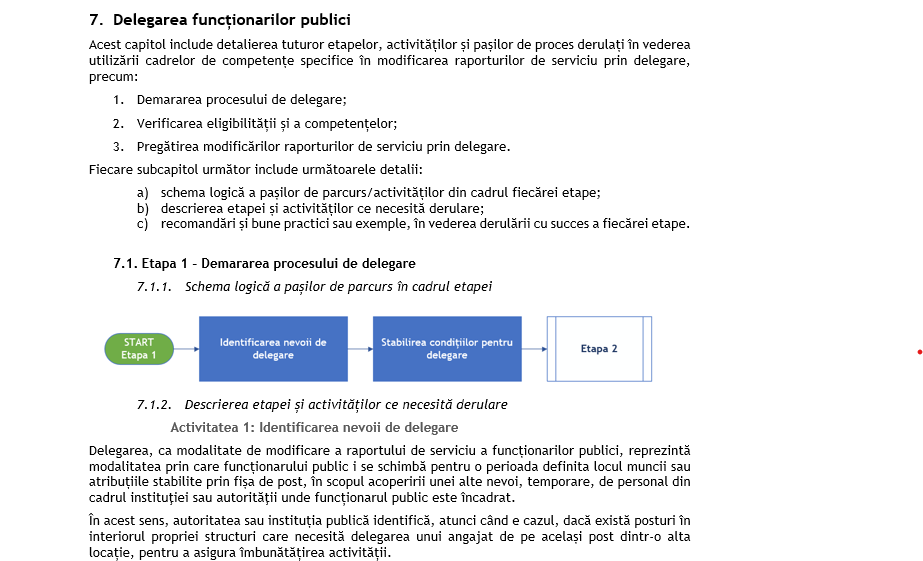 7. Delegarea funcționarilor publici
Acest capitol include detalierea tuturor etapelor, activităților și pașilor de proces derulați în vederea
utilizării cadrelor de competențe specifice în modificarea raporturilor de serviciu prin delegare,
precum:
1. Demararea procesului de delegare;
2. Verificarea eligibilității și a competențelor;
3. Pregătirea modificărilor raporturilor de serviciu prin delegare.
Fiecare subcapitol următor include următoarele detalii:
a) schema logică a pașilor de parcurs/activităților din cadrul fiecărei etape;
b) descrierea etapei și activităților ce necesită derulare;
c) recomandări și bune practici sau exemple, în vederea derulării cu succes a fiecărei etape.
7.1. Etapa 1 – Demararea procesului de delegare
7.1.1. Schema logică a pașilor de parcurs în cadrul etapei
START
Etapa 1
Identificarea nevoii de
delegare
Stabilirea condițiilor pentru
delegare
Etapa 2
7.1.2. Descrierea etapei și activităților ce necesită derulare
Activitatea 1: Identificarea nevoii de delegare
Delegarea, ca modalitate de modificare a raportului de serviciu a funcționarilor publici, reprezintă
modalitatea prin care funcționarului public i se schimbă pentru o perioada definita locul muncii sau
atribuțiile stabilite prin fișa de post, în scopul acoperirii unei alte nevoi, temporare, de personal din
cadrul instituției sau autorității unde funcționarul public este încadrat.
În acest sens, autoritatea sau instituția publică identifică, atunci când e cazul, dacă există posturi în
interiorul propriei structuri care necesită delegarea unui angajat de pe același post dintr-o alta
locație, pentru a asigura îmbunătățirea activității.